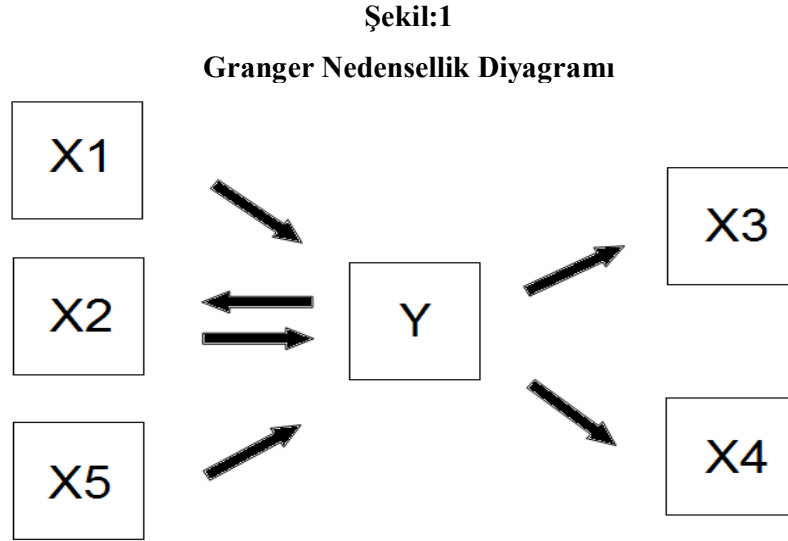 Şekil:1
Granger Nedensellik Diyagramı
X1
X2
X5
Y
X3
X4